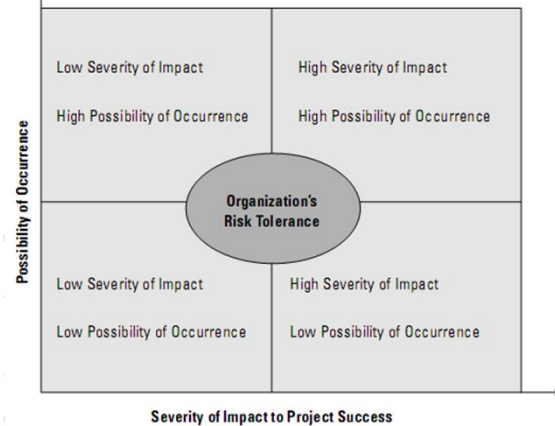 Low Severity of Impact
High Possibility of Occurrence
High Severity of Impact
High Possibility of Occurrence
Organization's
Risk Tolerance
Low Severity of Impact
Low Possibility of Occurrence
High Severity of Impact
Low Possibility of Occurrence
Possibility of Occurrence
Severity of Impact to Project Success